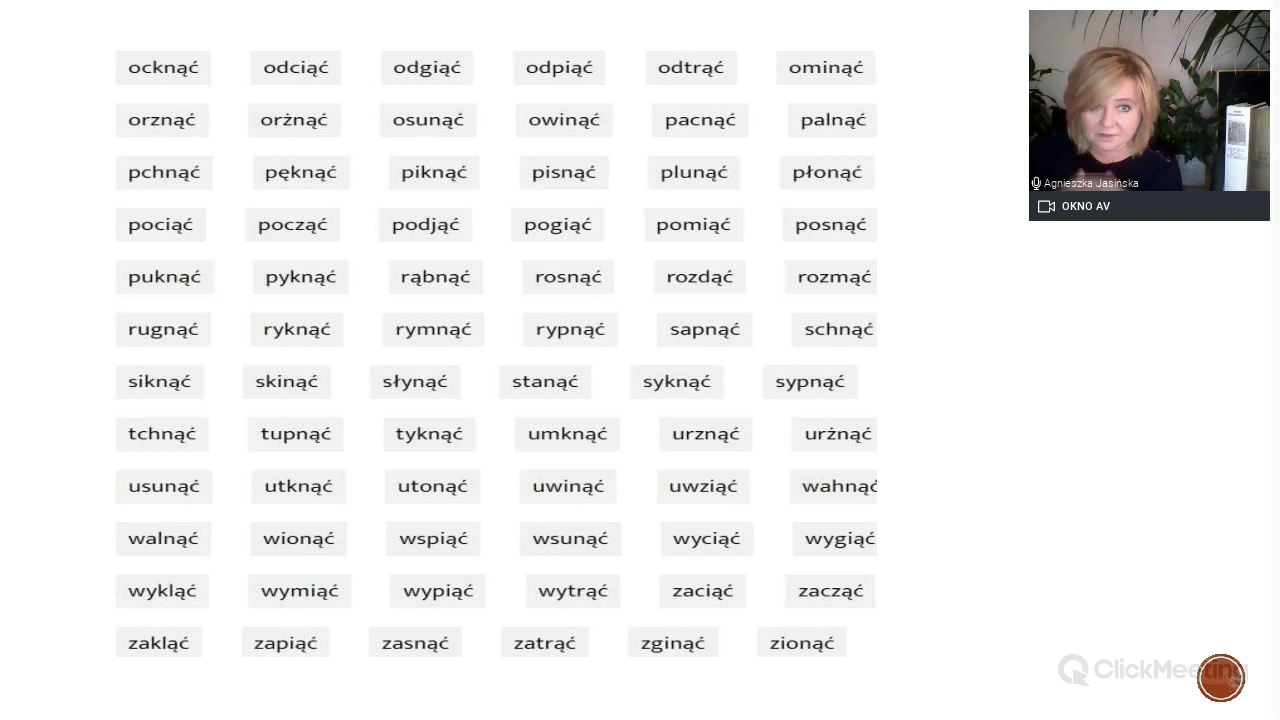 ocknąć odciąć odgiąć odpiąć odtrąć ominąć
orznąć orżnąć osunąć owinąć pacnąć palnąć
pchnąć pęknąć piknąć pisnąć plunąć płonąć
pociąć począć podjąć pogiąć pomiąć posnąć
puknąć pyknąć rąbnąć rosnąć rozdąć rozmąć
rugnąć ryknąć rymnąć rypnąć sapnąć schnąć
siknąć skinąć słynąć stanąć syknąć sypnąć
tchnąć tupnąć tyknąć umknąć urznąć urżnąć
usunąć utknąć utonąć uwinąć uwziąć wahnąć
walnąć wionąć wspiąć wsunąć wyciąć wygiąć
wykląć wymiąć wypiąć wytrąć zaciąć zacząć
zakląć zapiąć zasnąć zatrąć zginąć zionąć
Agnieszka Jasińska
OKNO AV
ClickMeeting